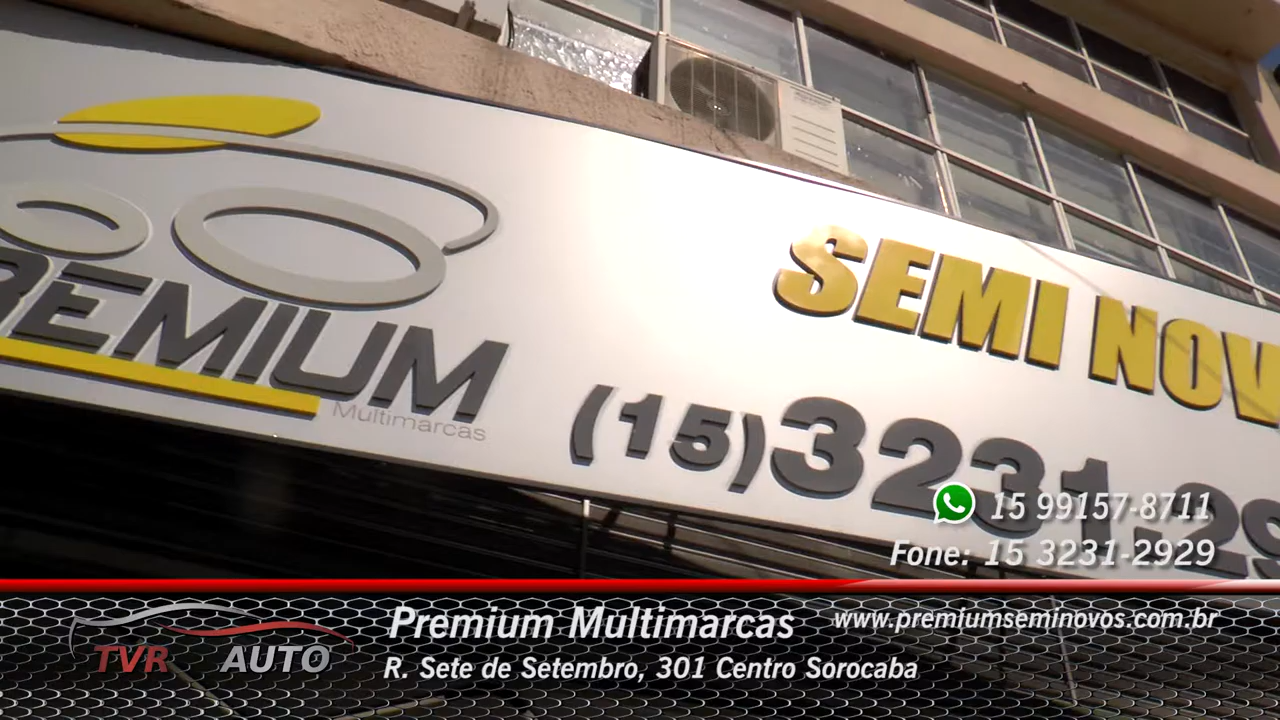 PREMIUM
Multimarcas
SEMI NOV
(15)3231-29
15 99157-8711
Fone: 15 3231-2929
TVR AUTO
Premium Multimarcas
www.premiumseminovos.com.br
R. Sete de Setembro, 301 Centro Sorocaba